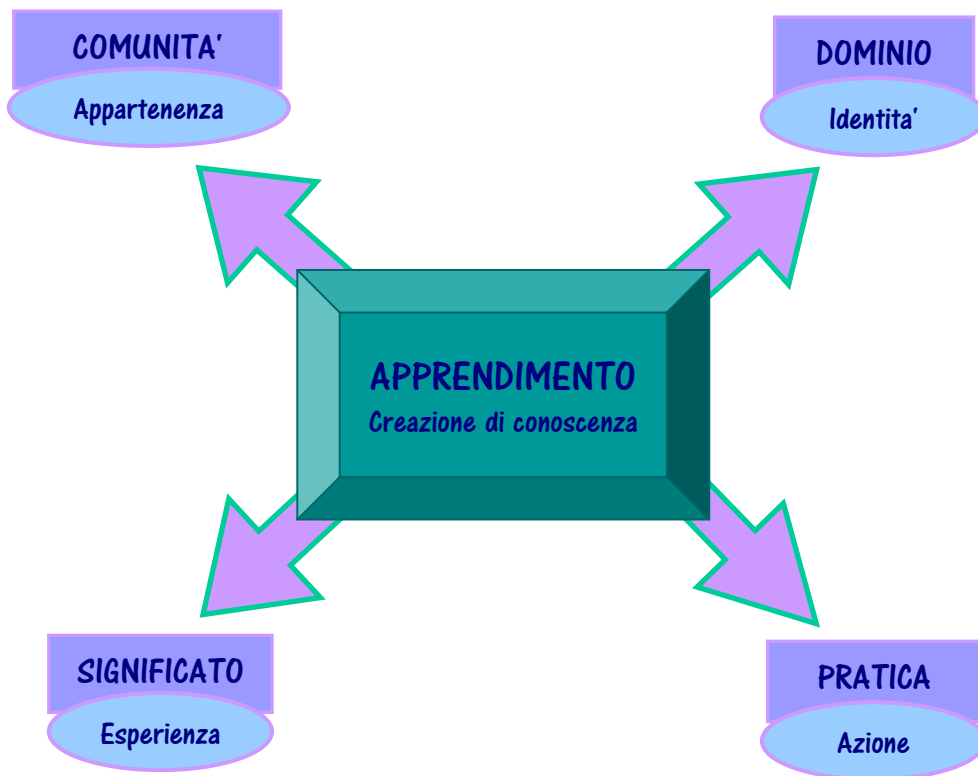 COMUNITA'
Appartenenza
DOMINIO
Identita'
APPRENDIMENTO
Creazione di conoscenza
SIGNIFICATO
Esperienza
PRATICA
Azione